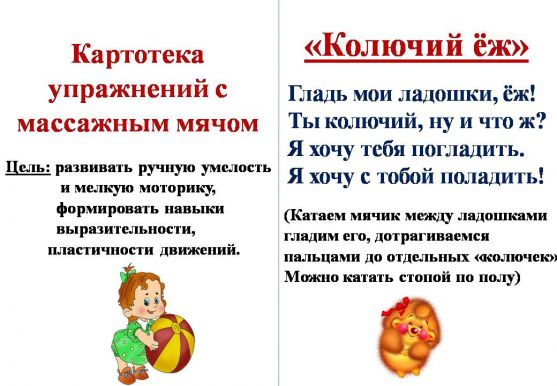 Картотека
упражнений с
массажным мячом
Цель: развивать ручную умелость
и мелкую моторику,
формировать навыки
выразительности,
пластичности движений.
«Колючий ёж»
Гладь мои ладошки, ёж!
Ты колючий, ну и что ж?
Я хочу тебя погладить.
Я хочу с тобой поладить!
(Катаем мячик между ладошками
гладим его, дотрагиваемся
пальцами до отдельных «колючек»
Можно катать стопой по полу)